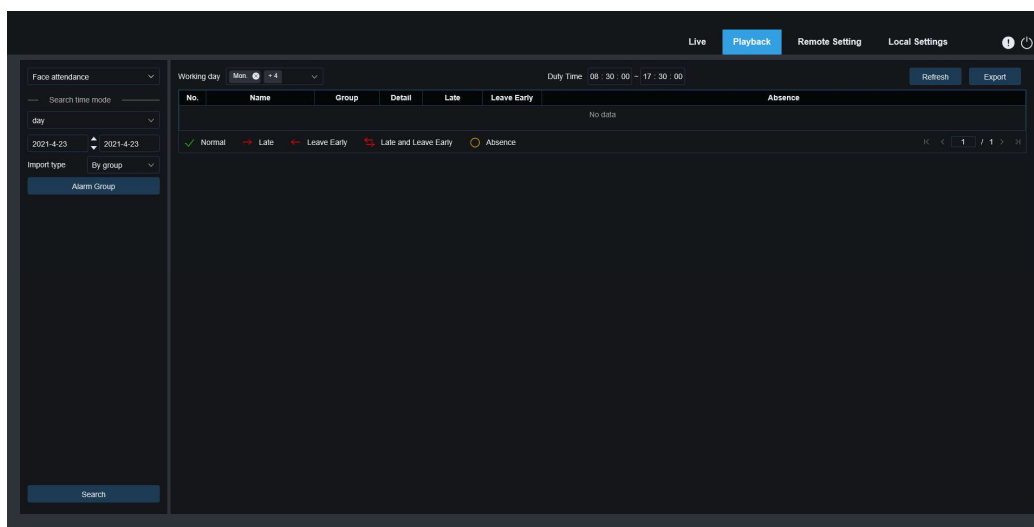 Live Playback Remote Setting Local Settings
Face attendance
Search time mode
day
2021-4-23 2021-4-23
Import type By group
Alarm Group
Search
Working day Mon. + 4 Duty Time 08 : 30 : 00 ~ 17 : 30 : 00 Refresh Export
No. Name Group Detail Late Leave Early Absence
No data
Normal Late Leave Early Late and Leave Early Absence 1 / 1